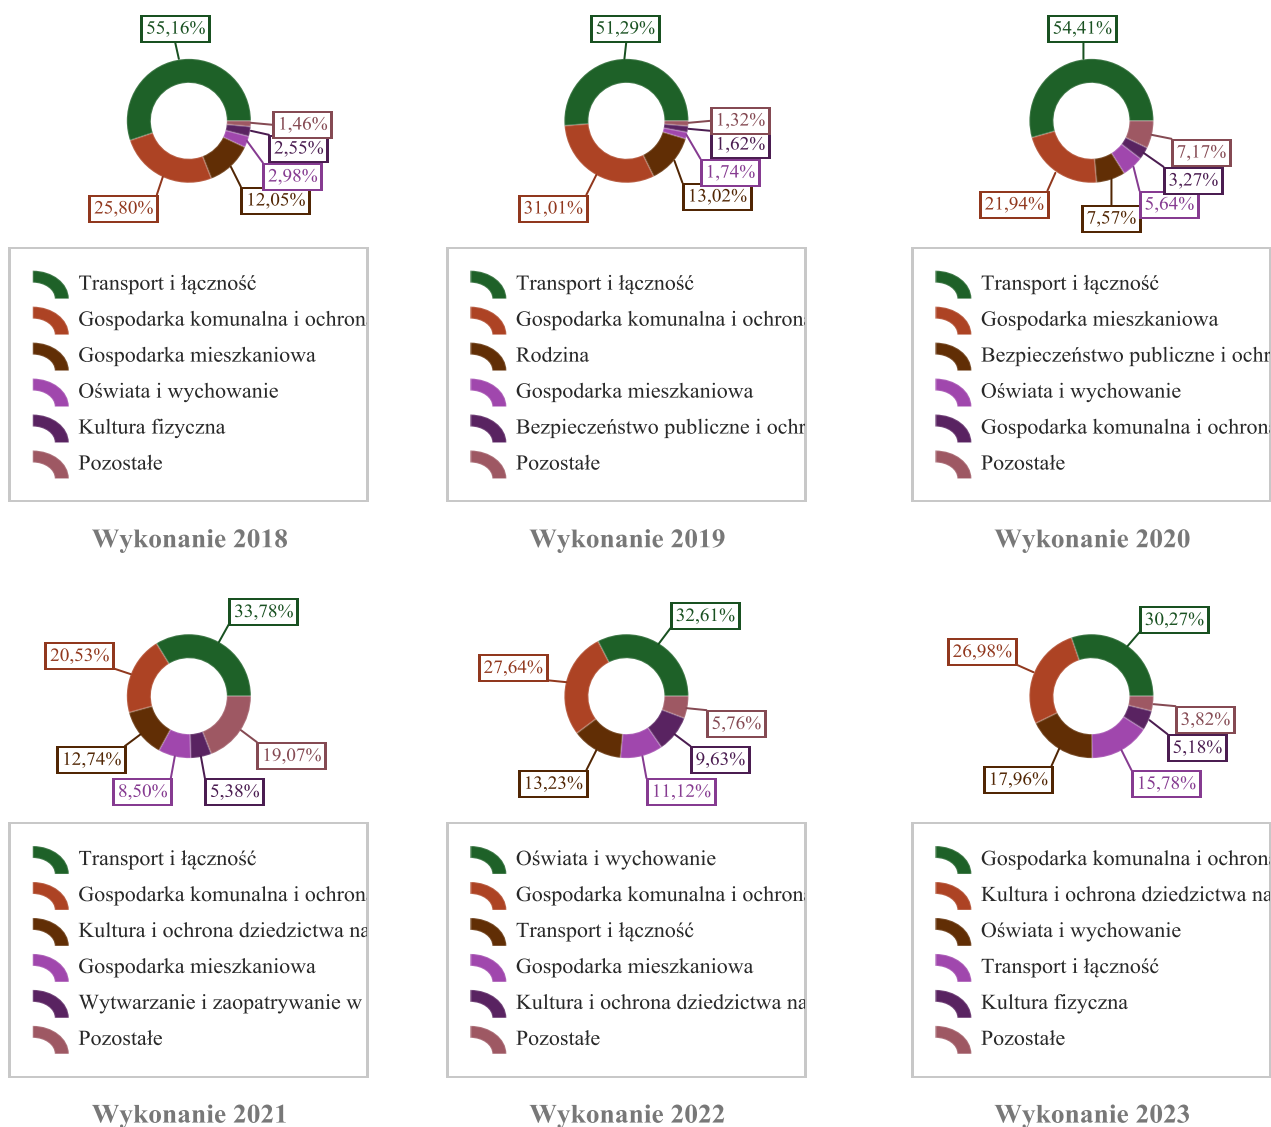 55,16%
1,46%
2,55%
2,98%
12,05%
25,80%
Transport i łączność
Gospodarka komunalna i ochron
Gospodarka mieszkaniowa
Oświata i wychowanie
Kultura fizyczna
Pozostałe
Wykonanie 2018
51,29%
1,32%
1,62%
1,74%
13,02%
31,01%
Transport i łączność
Gospodarka komunalna i ochrona
Rodzina
Gospodarka mieszkaniowa
Bezpieczeństwo publiczne i ochr
Pozostałe
Wykonanie 2019
54,41%
7,17%
3,27%
5,64%
7,57%
21,94%
Transport i łączność
Gospodarka mieszkaniowa
Bezpieczeństwo publiczne i ochr
Oświata i wychowanie
Gospodarka komunalna i ochrona
Pozostałe
Wykonanie 2020
33,78%
20,53%
12,74%
8,50%
5,38%
19,07%
Transport i łączność
Gospodarka komunalna i ochron
Kultura i ochrona dziedzictwa na
Gospodarka mieszkaniowa
Wytwarzanie i zaopatrywanie w
Pozostałe
Wykonanie 2021
32,61%
27,64%
13,23%
11,12%
9,63%
5,76%
Oświata i wychowanie
Gospodarka komunalna i ochrona
Transport i łączność
Gospodarka mieszkaniowa
Kultura i ochrona dziedzictwa na
Pozostałe
Wykonanie 2022
30,27%
26,98%
17,96%
15,78%
5,18%
3,82%
Gospodarka komunalna i ochrona
Kultura i ochrona dziedzictwa na
Oświata i wychowanie
Transport i łączność
Kultura fizyczna
Pozostałe
Wykonanie 2023